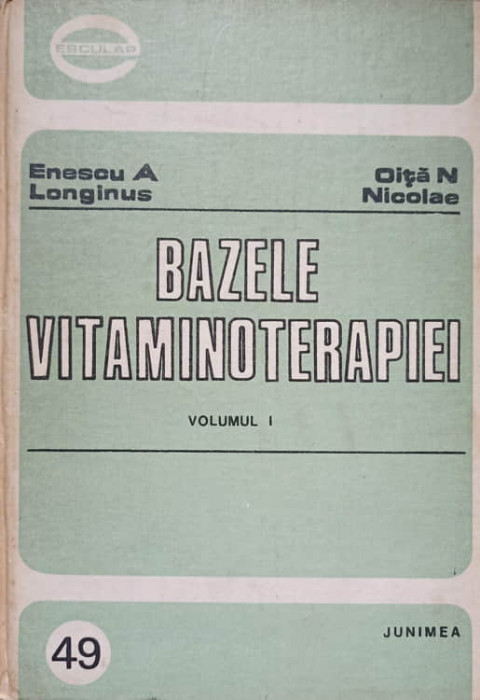 ESCULAP
Enescu A
Longinus
Oiţă N
Nicolae
BAZELE
VITAMINOTERAPIEI
VOLUMUL I
JUNIMEA
49